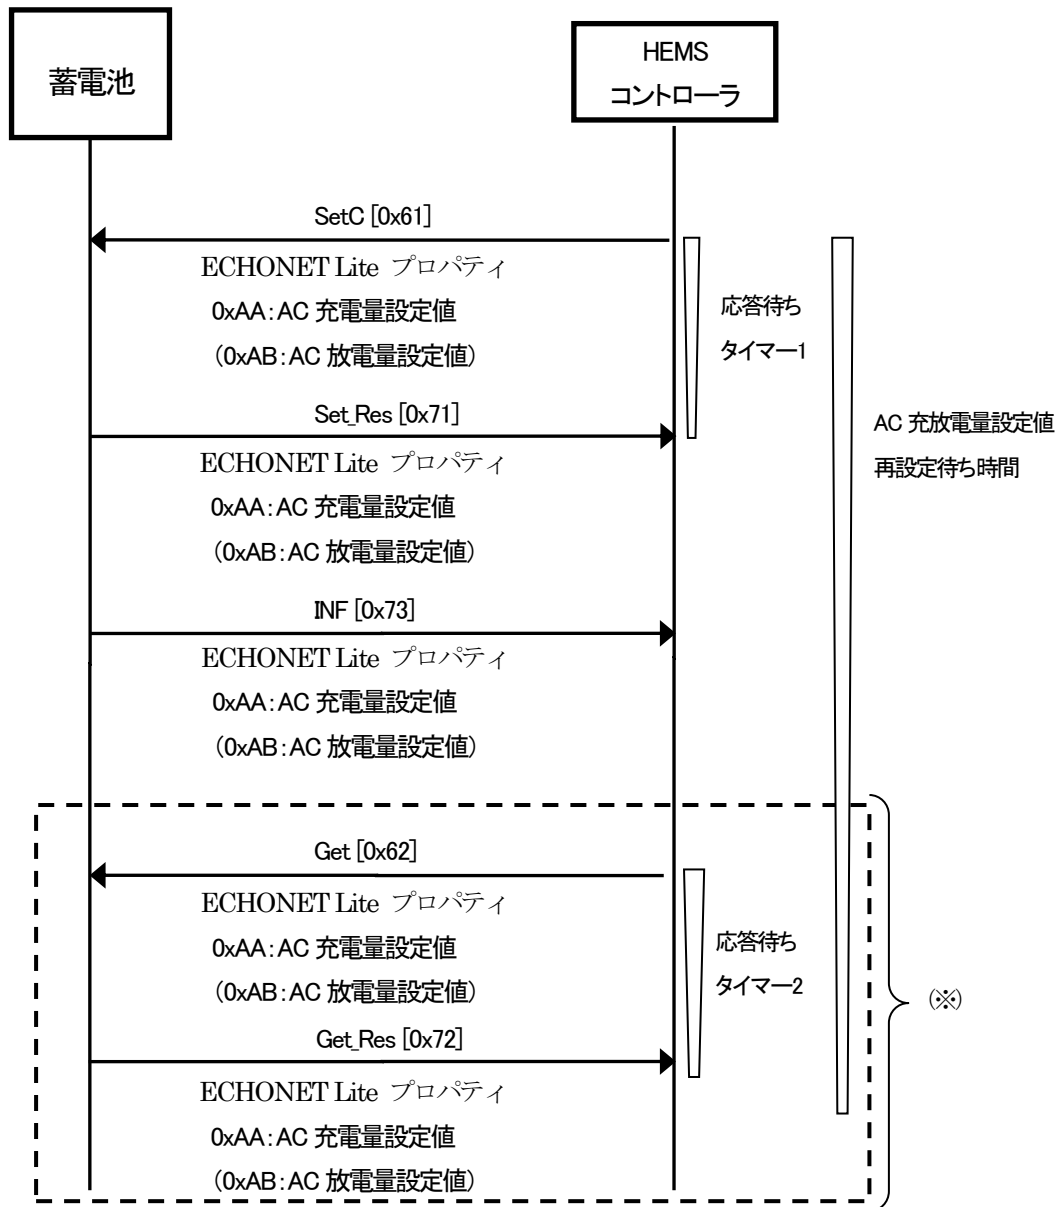 蓄電池
HEMS
コントローラ
SetC [0x61]
ECHONET Lite プロパティ
0xAA:AC 充電量設定値
(0xAB:AC 放電量設定値)
応答待ち
タイマー1
Set_Res [0x71]
ECHONET Lite プロパティ
0xAA:AC 充電量設定値
(0xAB:AC 放電量設定値)
AC 充放電量設定値
再設定待ち時間
INF [0x73]
ECHONET Lite プロパティ
0xAA:AC 充電量設定値
(0xAB:AC 放電量設定値)
Get [0x62]
ECHONET Lite プロパティ
0xAA:AC 充電量設定値
(0xAB:AC 放電量設定値)
応答待ち
タイマー2
(※)
Get_Res [0x72]
ECHONET Lite プロパティ
0xAA:AC 充電量設定値
(0xAB:AC 放電量設定値)